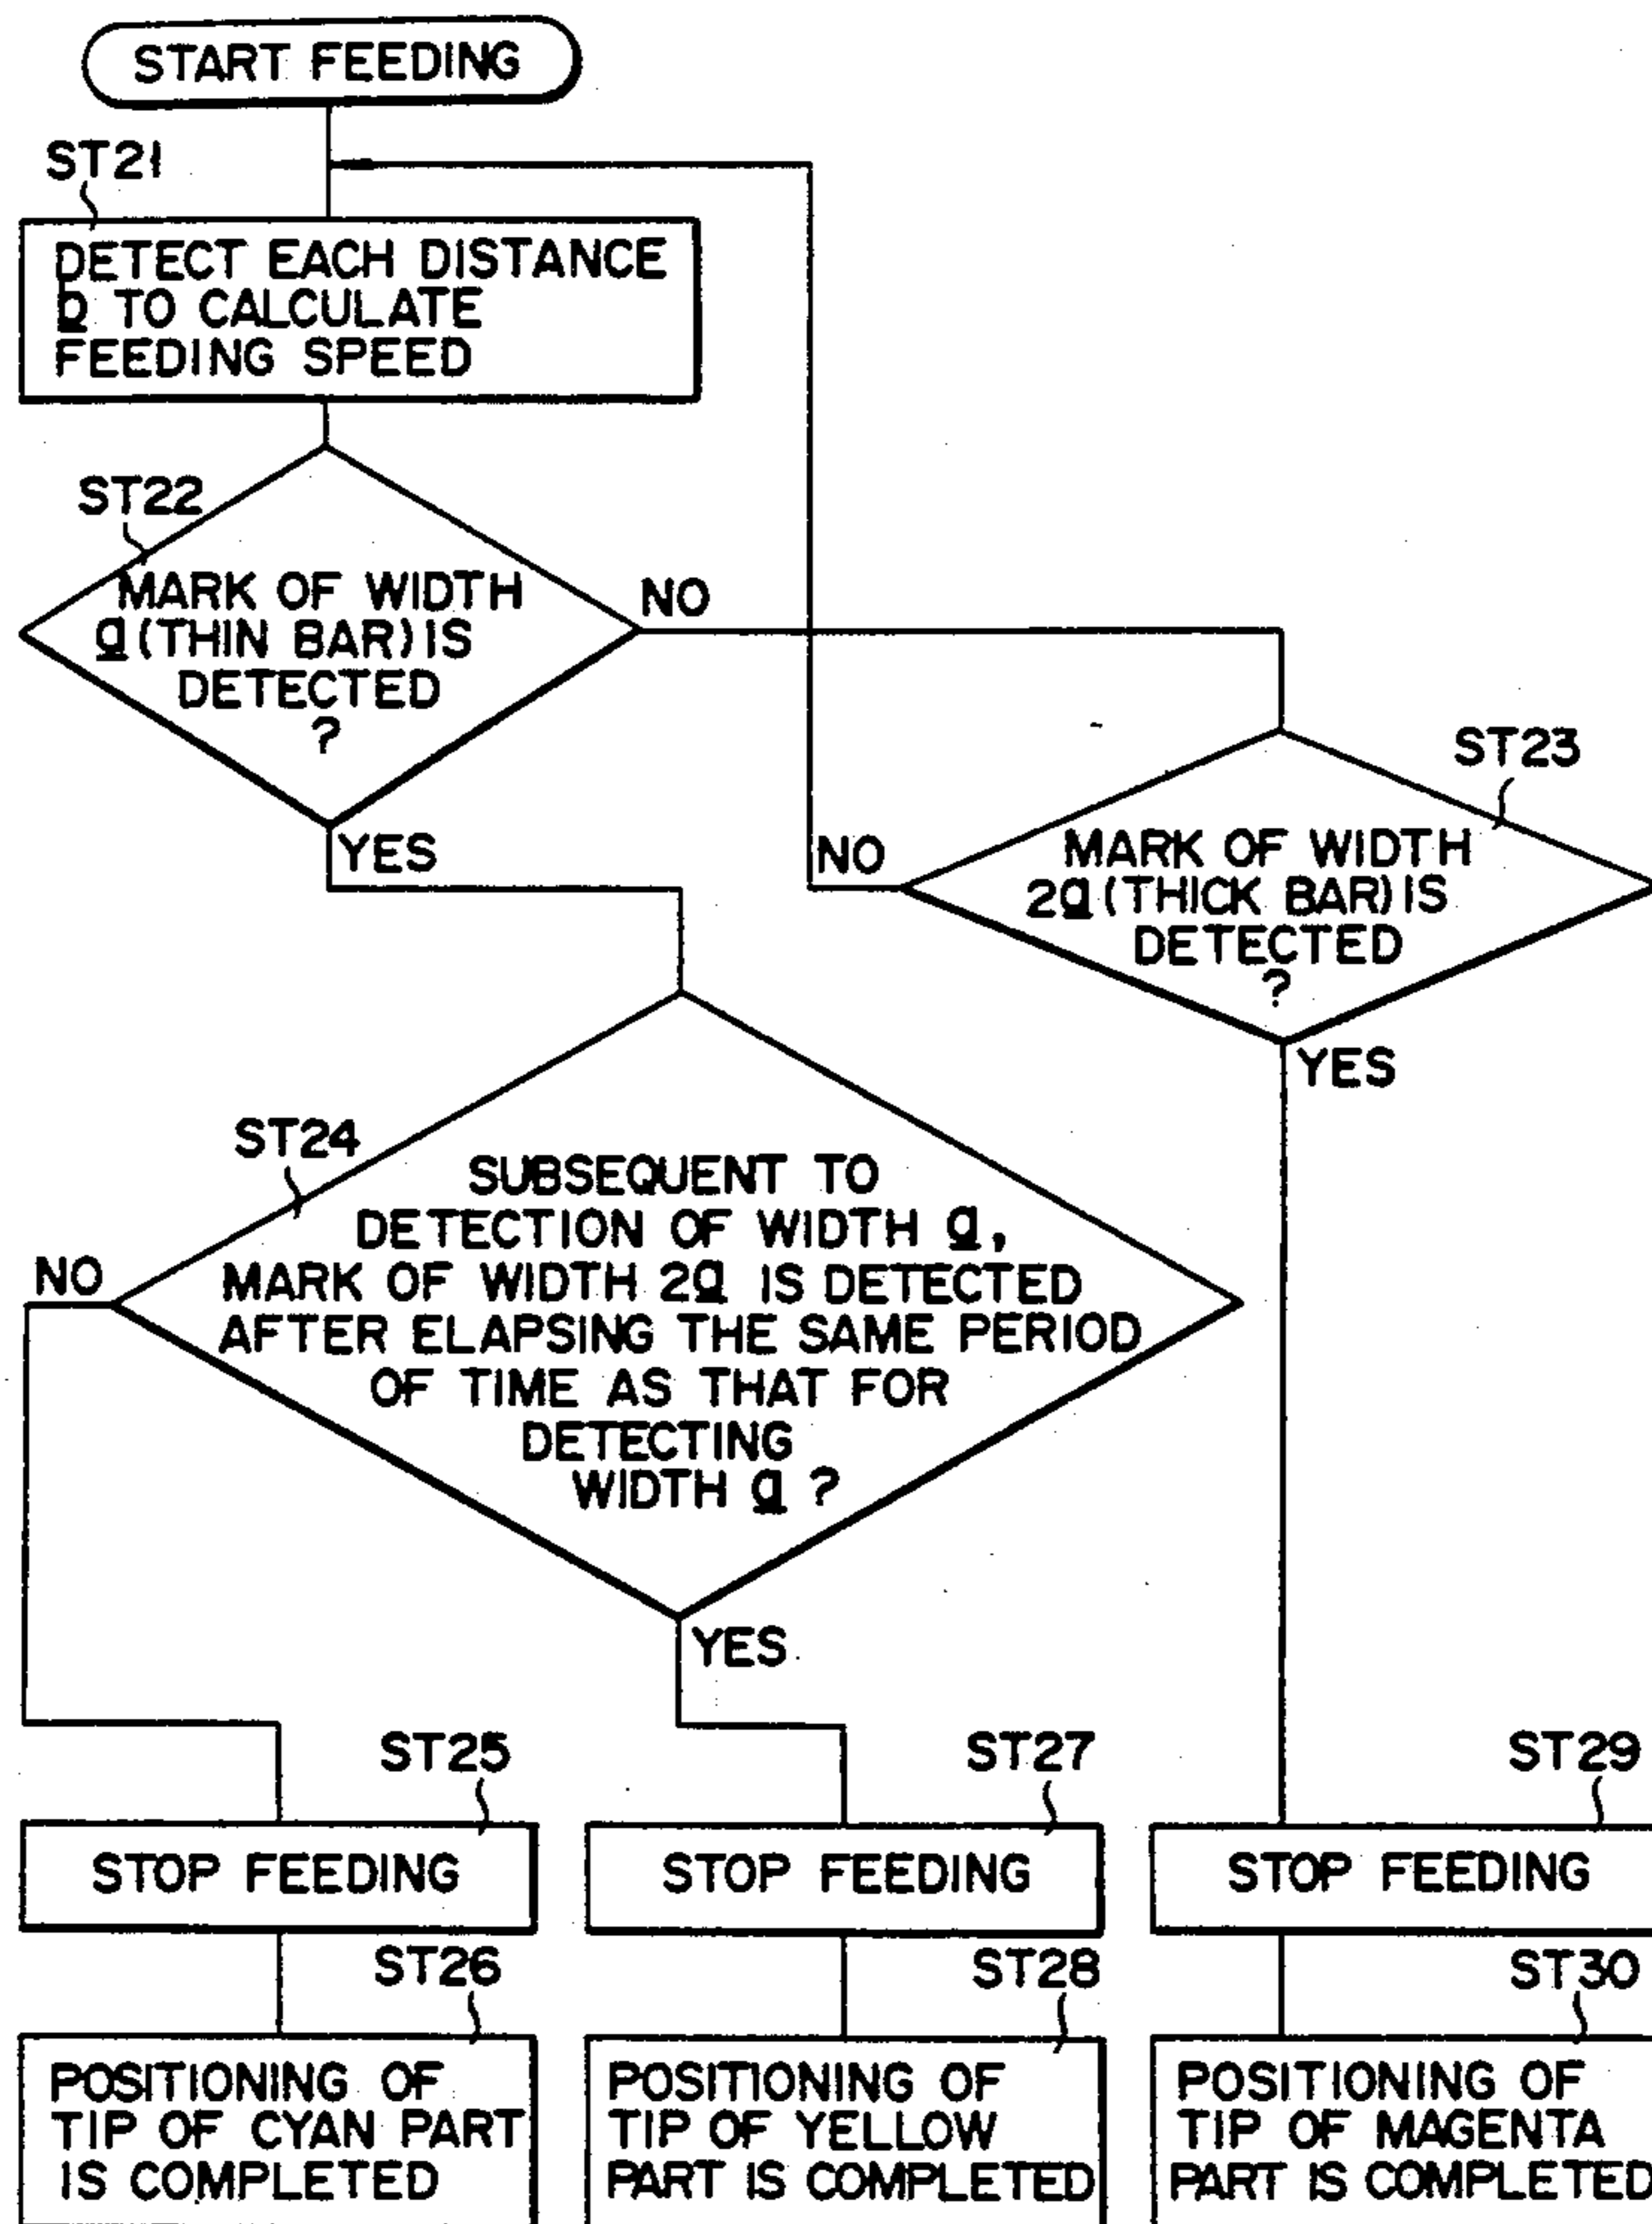 START FEEDING
ST21
DETECT EACH DISTANCE
b TO CALCULATE
FEEDING SPEED
ST22
MARK OF WIDTH
a (THIN BAR) IS
DETECTED
?
NO
YES
ST23
MARK OF WIDTH
2a (THICK BAR) IS
DETECTED
?
NO
YES
ST24
SUBSEQUENT TO
DETECTION OF WIDTH a,
MARK OF WIDTH 2a IS DETECTED
AFTER ELAPSING THE SAME PERIOD
OF TIME AS THAT FOR
DETECTING
WIDTH a ?
NO
YES
ST25
STOP FEEDING
ST27
STOP FEEDING
ST29
STOP FEEDING
ST26
POSITIONING OF
TIP OF CYAN PART
IS COMPLETED
ST28
POSITIONING OF
TIP OF YELLOW
PART IS COMPLETED
ST30
POSITIONING OF
TIP OF MAGENTA
PART IS COMPLETED